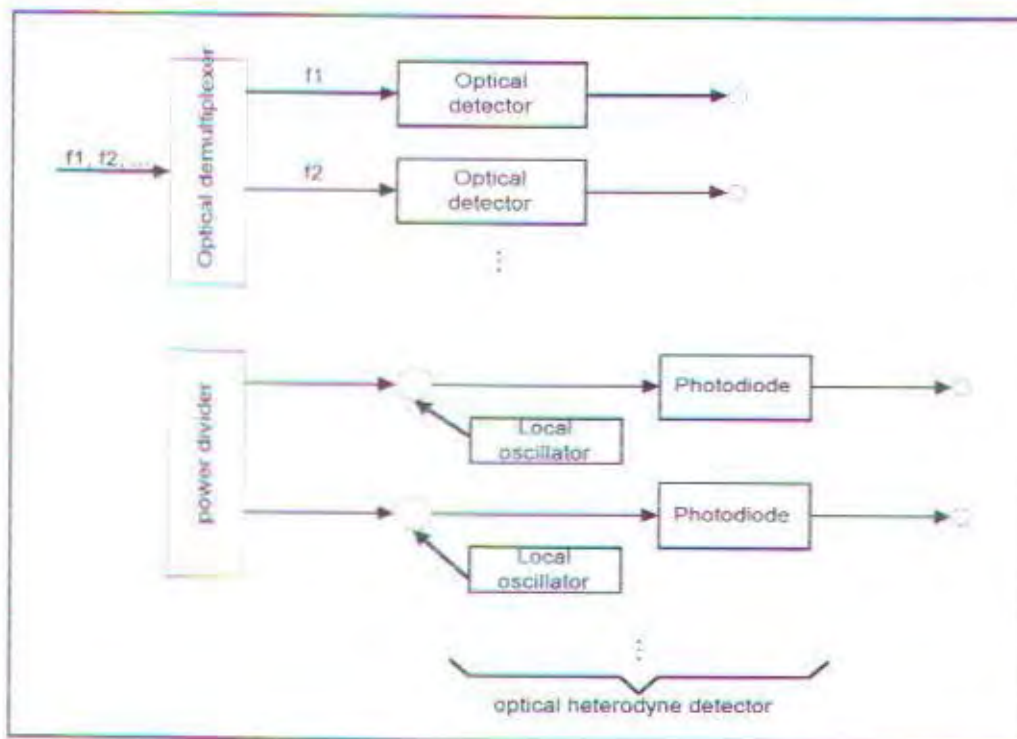 Optical demultiplexer
f1, f2, ...
f1
Optical
detector
f2
Optical
detector
power divider
Photodiode
Local
oscillator
Photodiode
Local
oscillator
optical heterodyne detector